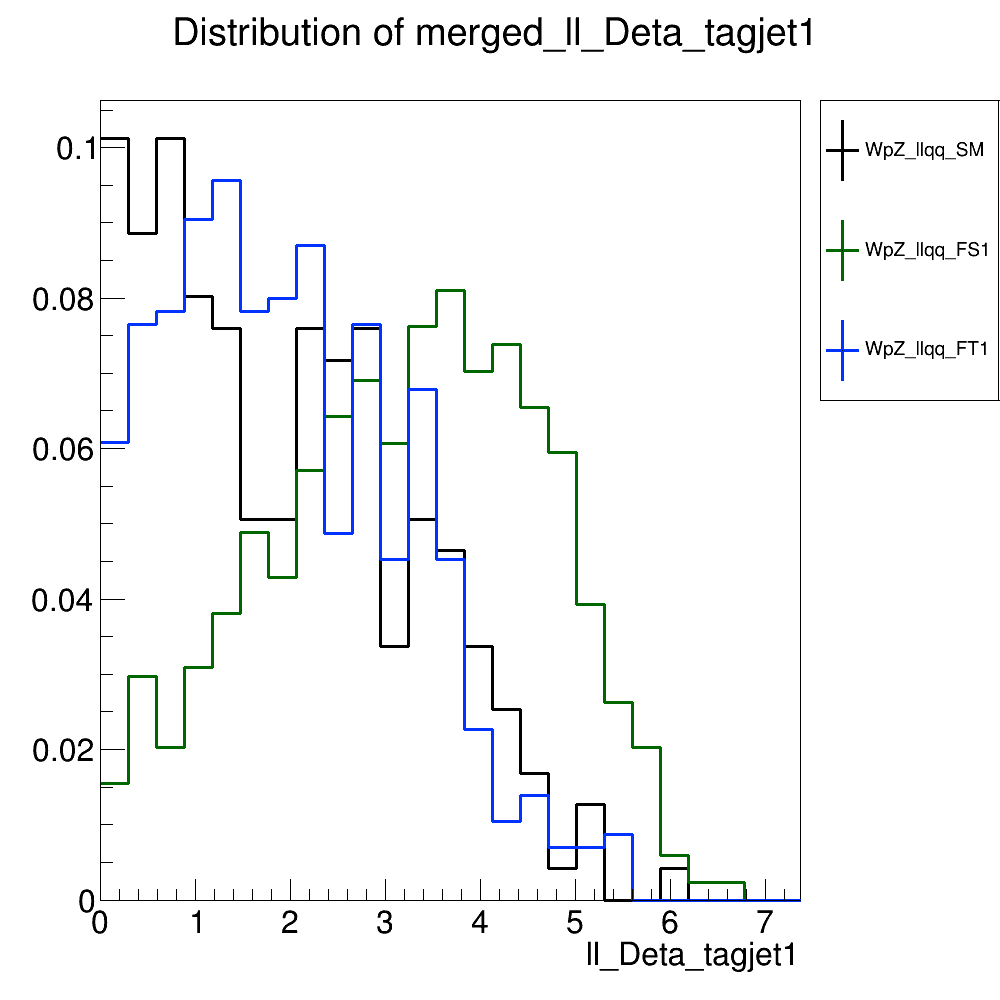 Distribution of merged_ll_Deta_tagjet1
0.1
0.08
0.06
0.04
0.02
0
0 1 2 3 4 5 6 7
ll_Deta_tagjet1
WpZ_llqq_SM
WpZ_llqq_FS1
WpZ_llqq_FT1